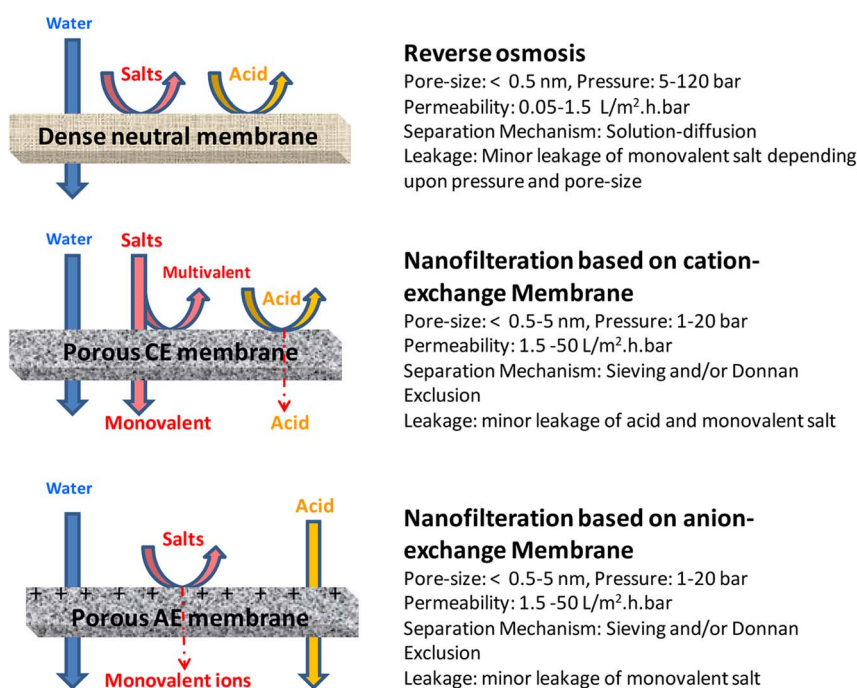 Water
Salts
Acid
Dense neutral membrane
Reverse osmosis
Pore-size: < 0.5 nm, Pressure: 5-120 bar
Permeability: 0.05-1.5 L/m².h.bar
Separation Mechanism: Solution-diffusion
Leakage: Minor leakage of monovalent salt depending
upon pressure and pore-size
Water
Salts
Multivalent
Acid
Porous CE membrane
Monovalent
Acid
Nanofilteration based on cation-
exchange Membrane
Pore-size: < 0.5-5 nm, Pressure: 1-20 bar
Permeability: 1.5 -50 L/m².h.bar
Separation Mechanism: Sieving and/or Donnan
Exclusion
Leakage: minor leakage of acid and monovalent salt
Water
Salts
Acid
+ + + + + + + + + + + +
Porous AE membrane
Monovalent ions
Nanofilteration based on anion-
exchange Membrane
Pore-size: < 0.5-5 nm, Pressure: 1-20 bar
Permeability: 1.5 -50 L/m².h.bar
Separation Mechanism: Sieving and/or Donnan
Exclusion
Leakage: minor leakage of monovalent salt